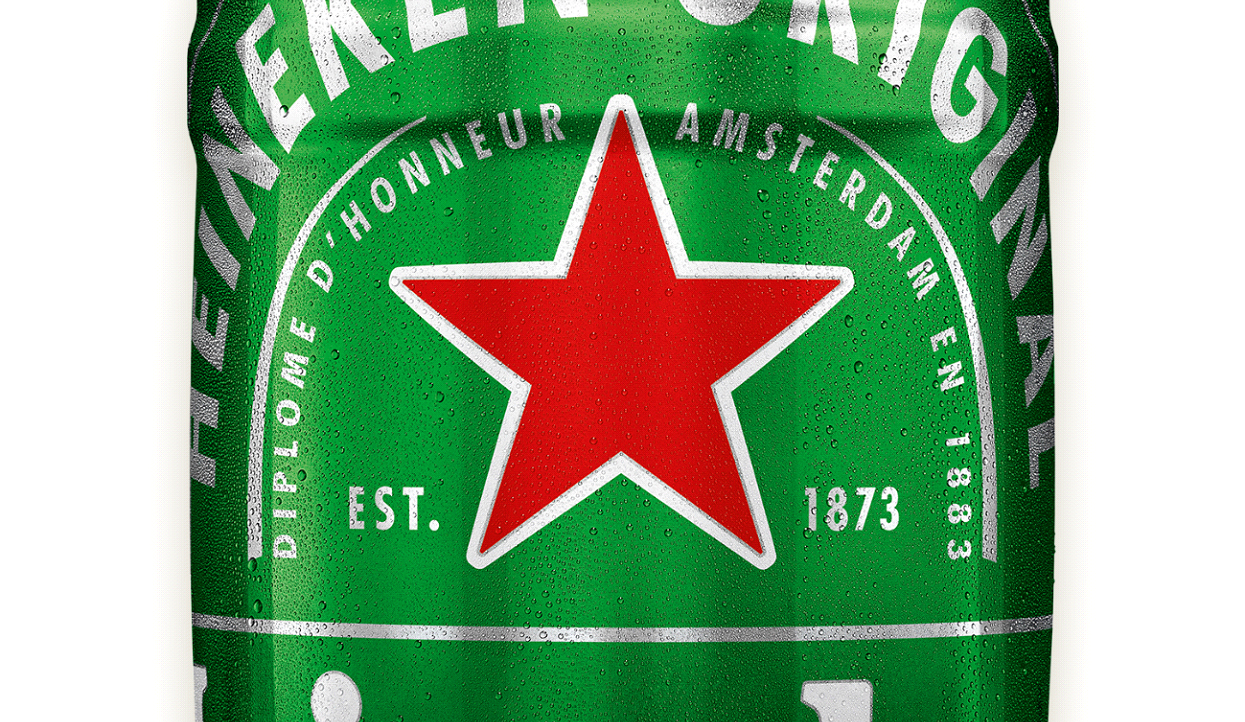 HEINEKEN ORIGINAL
DIPLOME D'HONNEUR AMSTERDAM EN 1883
EST. 1873